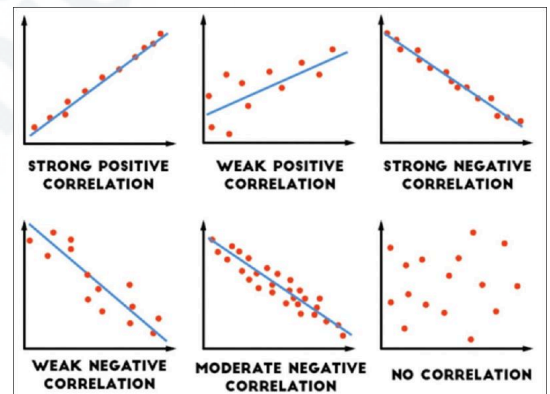 STRONG POSITIVE
CORRELATION
WEAK POSITIVE
CORRELATION
STRONG NEGATIVE
CORRELATION
WEAK NEGATIVE
CORRELATION
MODERATE NEGATIVE
CORRELATION
NO CORRELATION